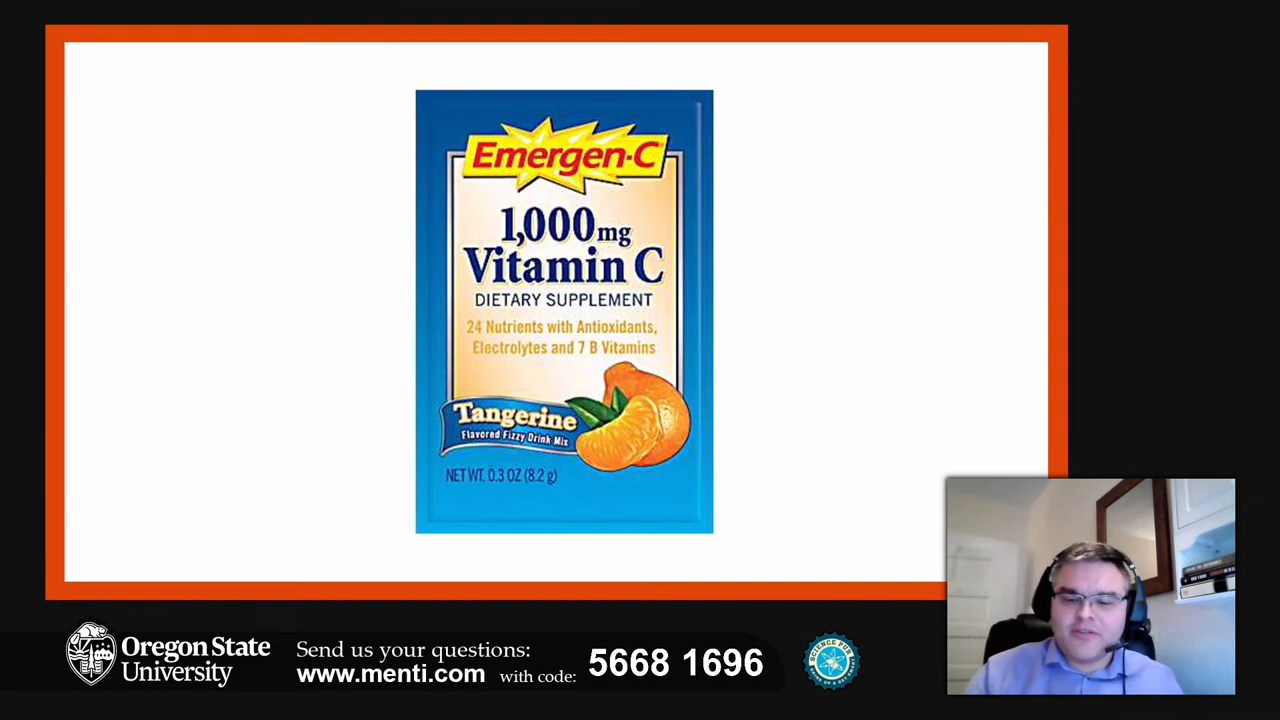 Emergen-C
1,000mg
Vitamin C
DIETARY SUPPLEMENT
24 Nutrients with Antioxidants,
Electrolytes and 7 B Vitamins
Tangerine
Flavored Fizzy Drink Mix
NET WT. 0.3 OZ (8.2 g)
Oregon State
University
Send us your questions:
www.menti.com with code:
5668 1696
SCIENCE PUB